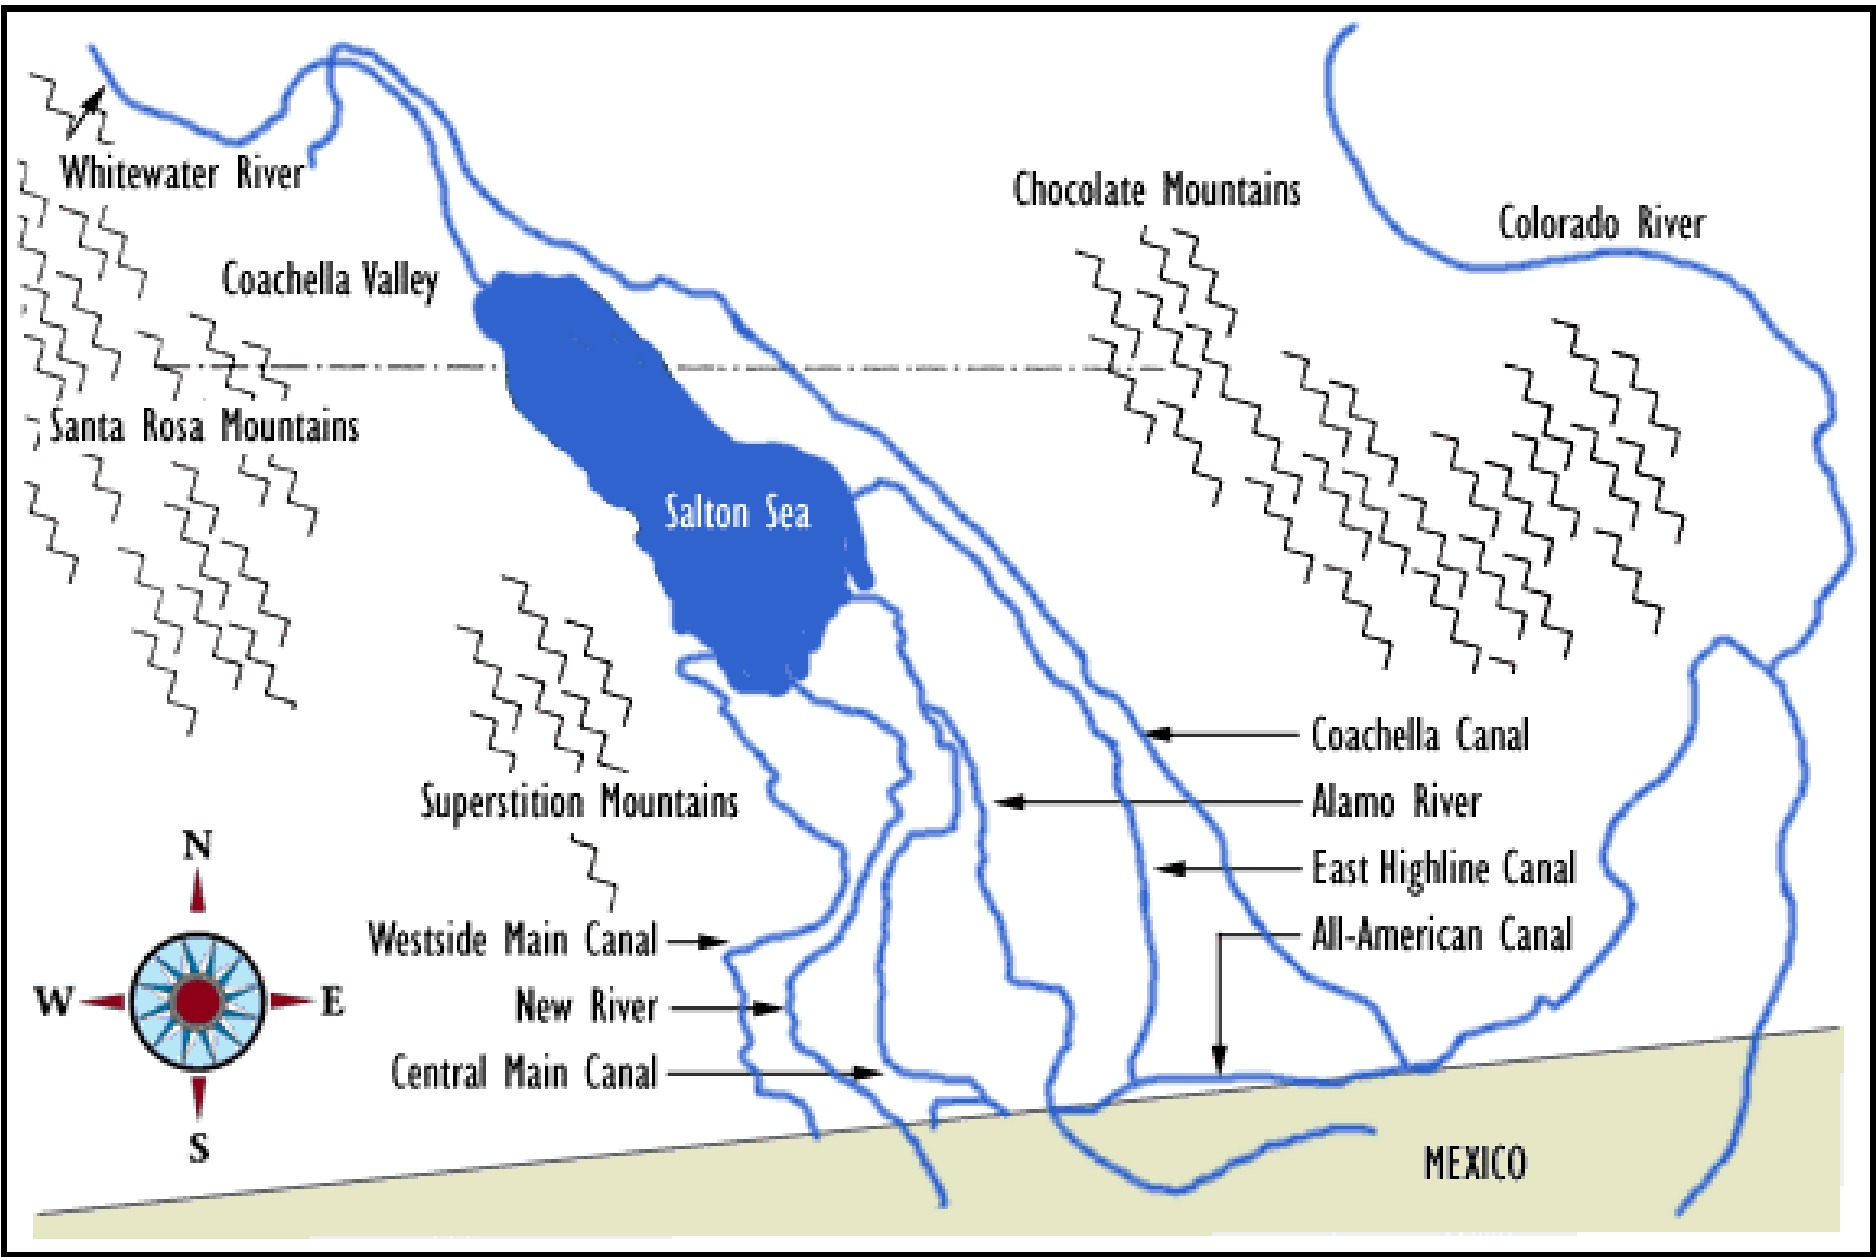 Whitewater River
Chocolate Mountains
Colorado River
Coachella Valley
Santa Rosa Mountains
Salton Sea
Coachella Canal
Superstition Mountains
Alamo River
N
East Highline Canal
Westside Main Canal
All-American Canal
W
E
New River
Central Main Canal
S
MEXICO